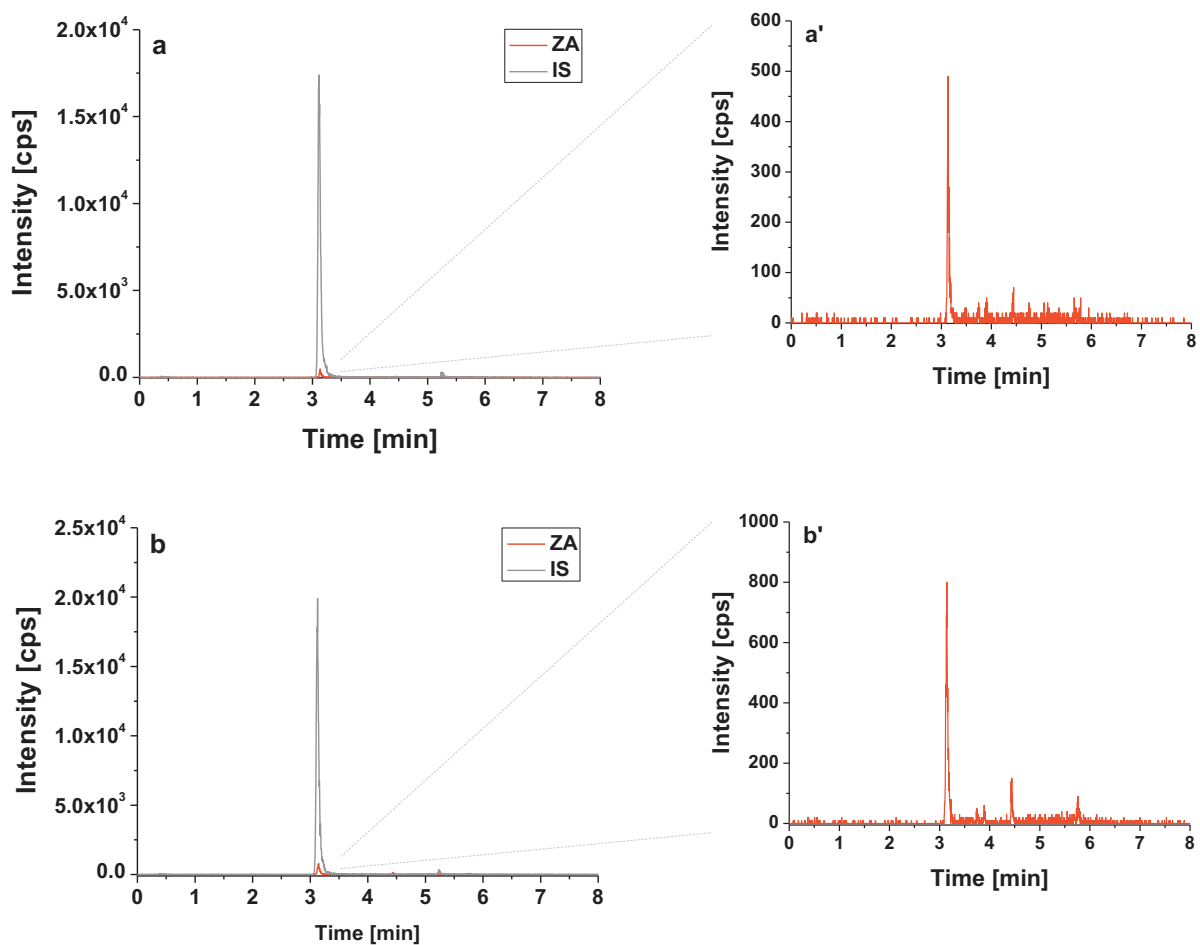 a
ZA
IS
2.0x10⁴
1.5x10⁴
1.0x10⁴
5.0x10³
0.0
Intensity [cps]
0 1 2 3 4 5 6 7 8
Time [min]
a'
600
500
400
300
200
100
0
Intensity [cps]
0 1 2 3 4 5 6 7 8
Time [min]
b
ZA
IS
2.5x10⁴
2.0x10⁴
1.5x10⁴
1.0x10⁴
5.0x10³
0.0
Intensity [cps]
0 1 2 3 4 5 6 7 8
Time [min]
b'
1000
800
600
400
200
0
Intensity [cps]
0 1 2 3 4 5 6 7 8
Time [min]